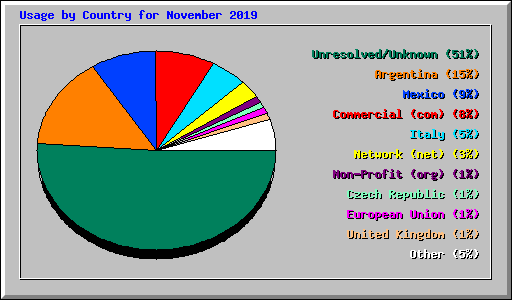 Usage by Country for November 2019
Unresolved/Unknown (51%)
Argentina (15%)
Mexico (9%)
Commercial (com) (8%)
Italy (5%)
Network (net) (3%)
Non-Profit (org) (1%)
Czech Republic (1%)
European Union (1%)
United Kingdom (1%)
Other (5%)